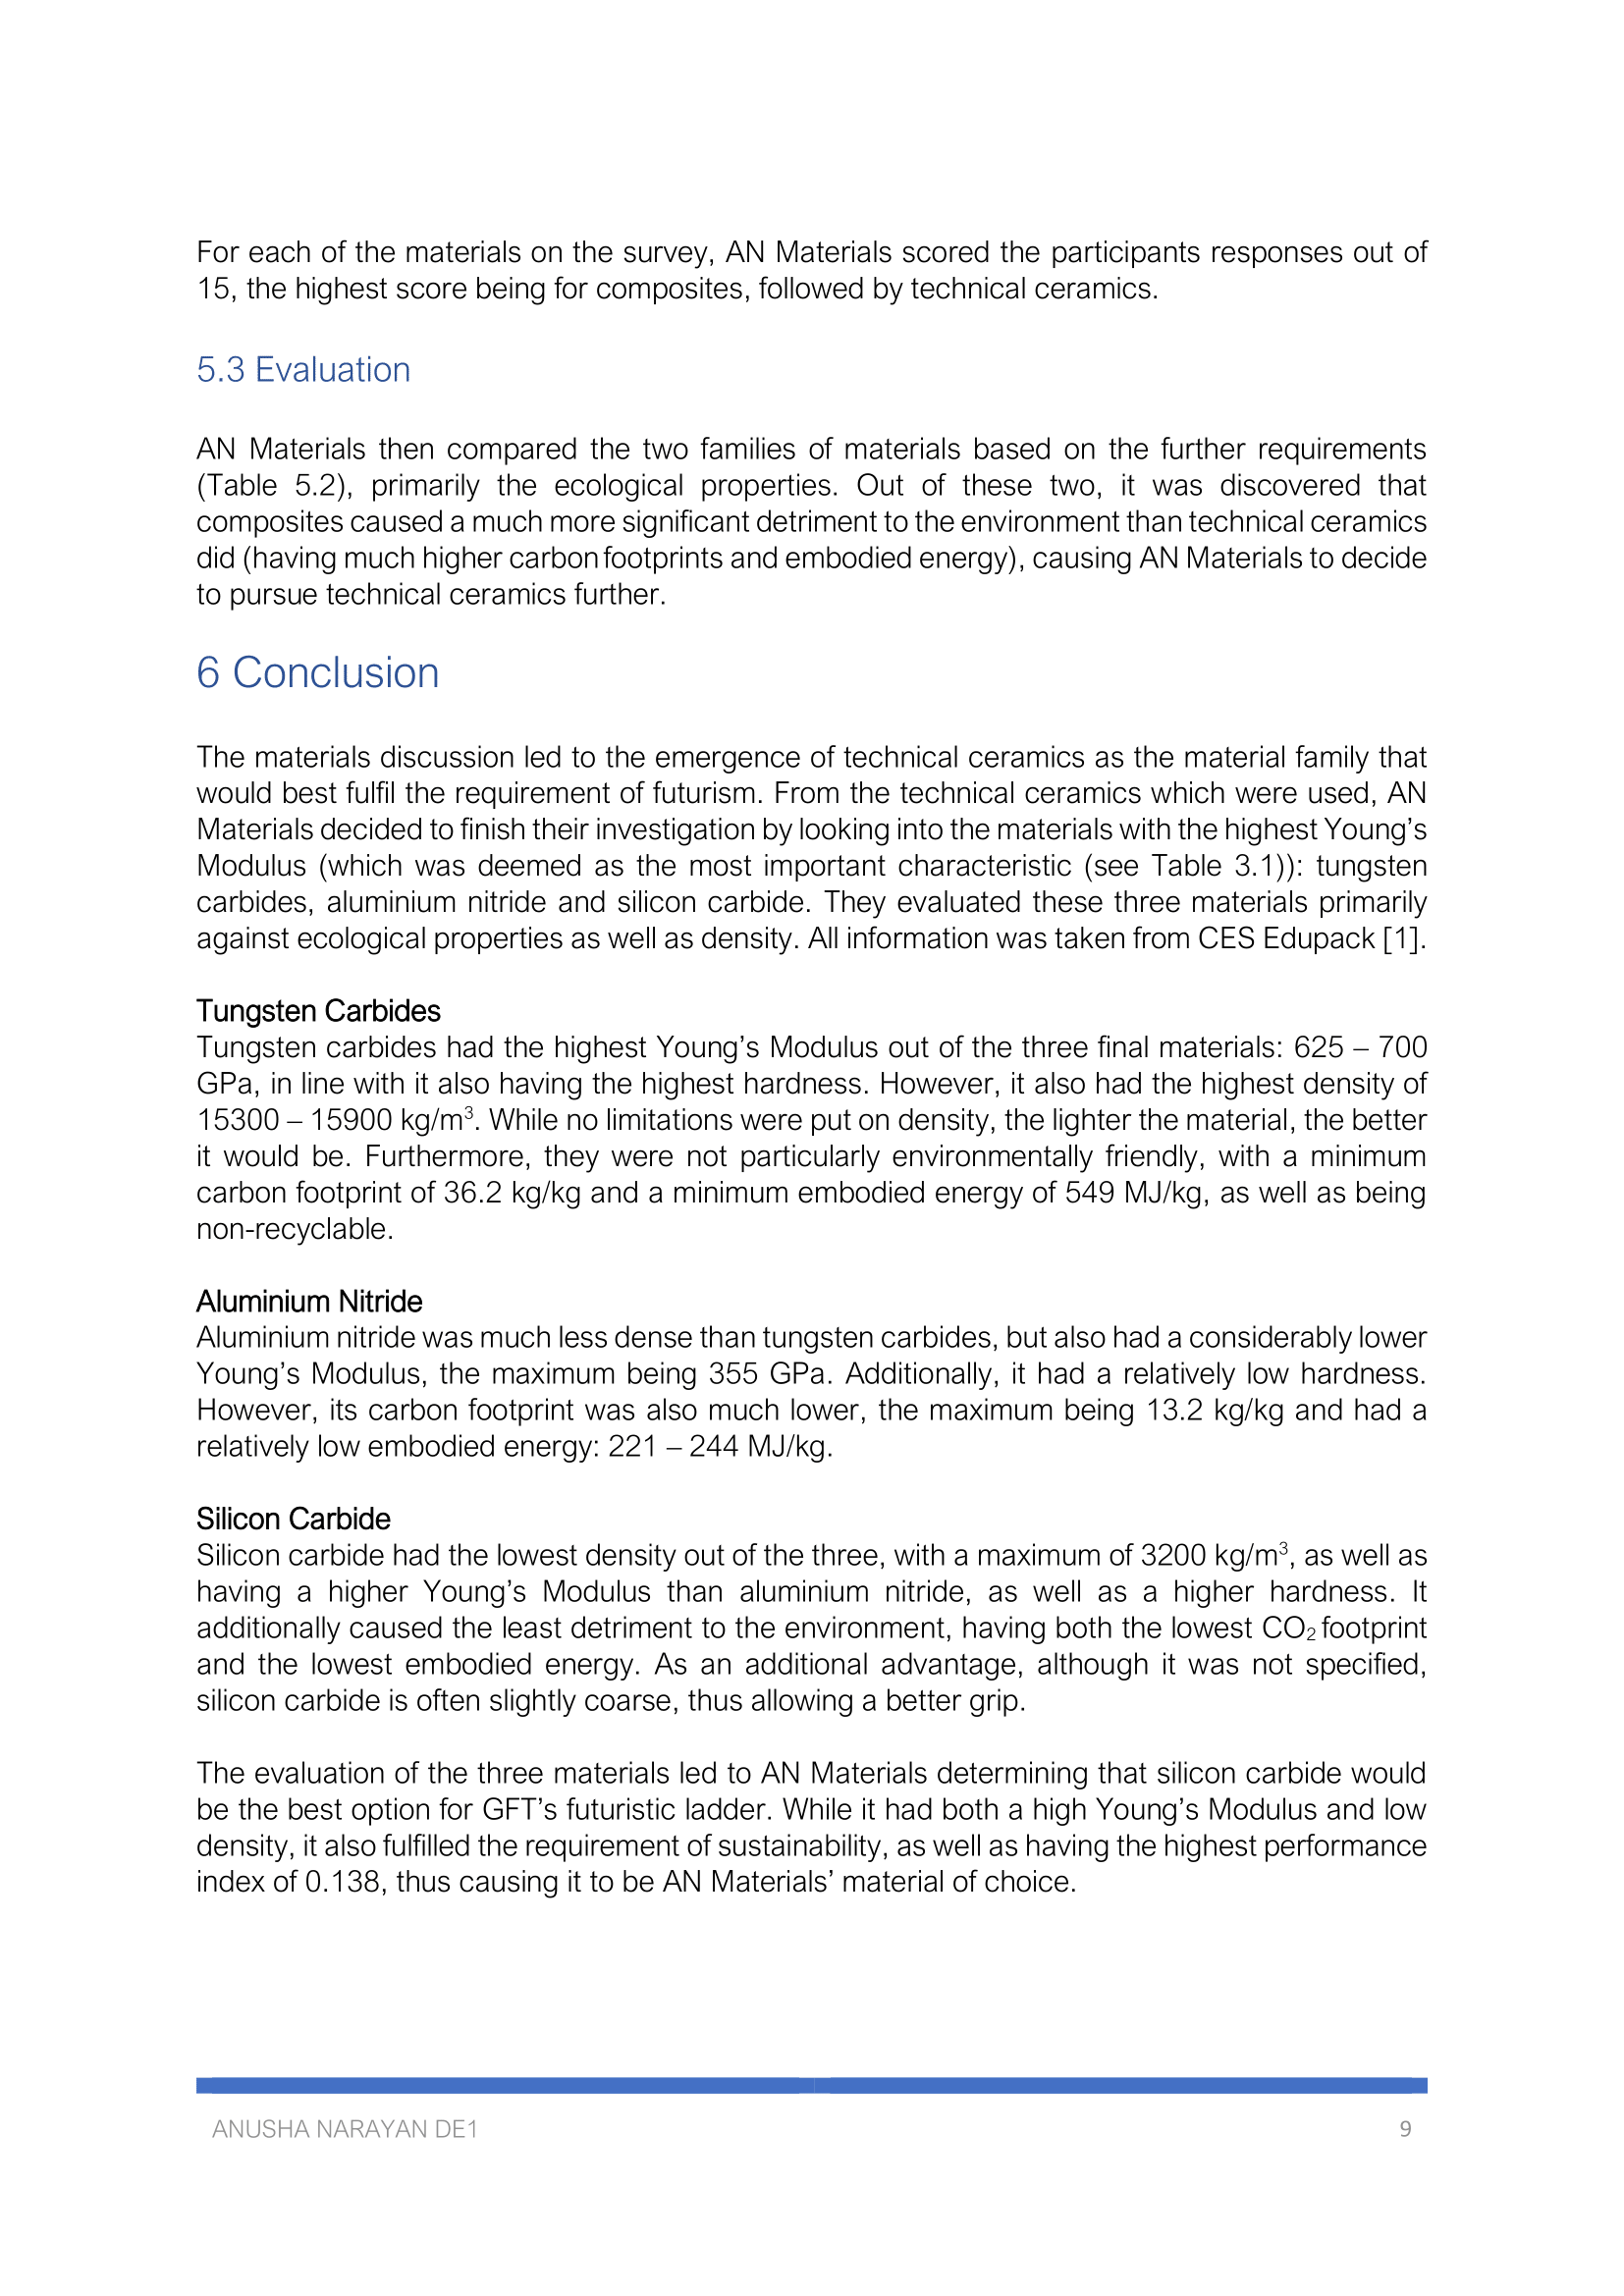 For each of the materials on the survey, AN Materials scored the participants responses out of
15, the highest score being for composites, followed by technical ceramics.
5.3 Evaluation
AN Materials then compared the two families of materials based on the further requirements
(Table 5.2), primarily the ecological properties. Out of these two, it was discovered that
composites caused a much more significant detriment to the environment than technical ceramics
did (having much higher carbon footprints and embodied energy), causing AN Materials to decide
to pursue technical ceramics further.
6 Conclusion
The materials discussion led to the emergence of technical ceramics as the material family that
would best fulfil the requirement of futurism. From the technical ceramics which were used, AN
Materials decided to finish their investigation by looking into the materials with the highest Young’s
Modulus (which was deemed as the most important characteristic (see Table 3.1)): tungsten
carbides, aluminium nitride and silicon carbide. They evaluated these three materials primarily
against ecological properties as well as density. All information was taken from CES Edupack [1].
Tungsten Carbides
Tungsten carbides had the highest Young’s Modulus out of the three final materials: 625 – 700
GPa, in line with it also having the highest hardness. However, it also had the highest density of
15300 – 15900 kg/m³. While no limitations were put on density, the lighter the material, the better
it would be. Furthermore, they were not particularly environmentally friendly, with a minimum
carbon footprint of 36.2 kg/kg and a minimum embodied energy of 549 MJ/kg, as well as being
non-recyclable.
Aluminium Nitride
Aluminium nitride was much less dense than tungsten carbides, but also had a considerably lower
Young’s Modulus, the maximum being 355 GPa. Additionally, it had a relatively low hardness.
However, its carbon footprint was also much lower, the maximum being 13.2 kg/kg and had a
relatively low embodied energy: 221 – 244 MJ/kg.
Silicon Carbide
Silicon carbide had the lowest density out of the three, with a maximum of 3200 kg/m³, as well as
having a higher Young’s Modulus than aluminium nitride, as well as a higher hardness. It
additionally caused the least detriment to the environment, having both the lowest CO₂ footprint
and the lowest embodied energy. As an additional advantage, although it was not specified,
silicon carbide is often slightly coarse, thus allowing a better grip.
The evaluation of the three materials led to AN Materials determining that silicon carbide would
be the best option for GFT’s futuristic ladder. While it had both a high Young’s Modulus and low
density, it also fulfilled the requirement of sustainability, as well as having the highest performance
index of 0.138, thus causing it to be AN Materials’ material of choice.
ANUSHA NARAYAN DE1
9